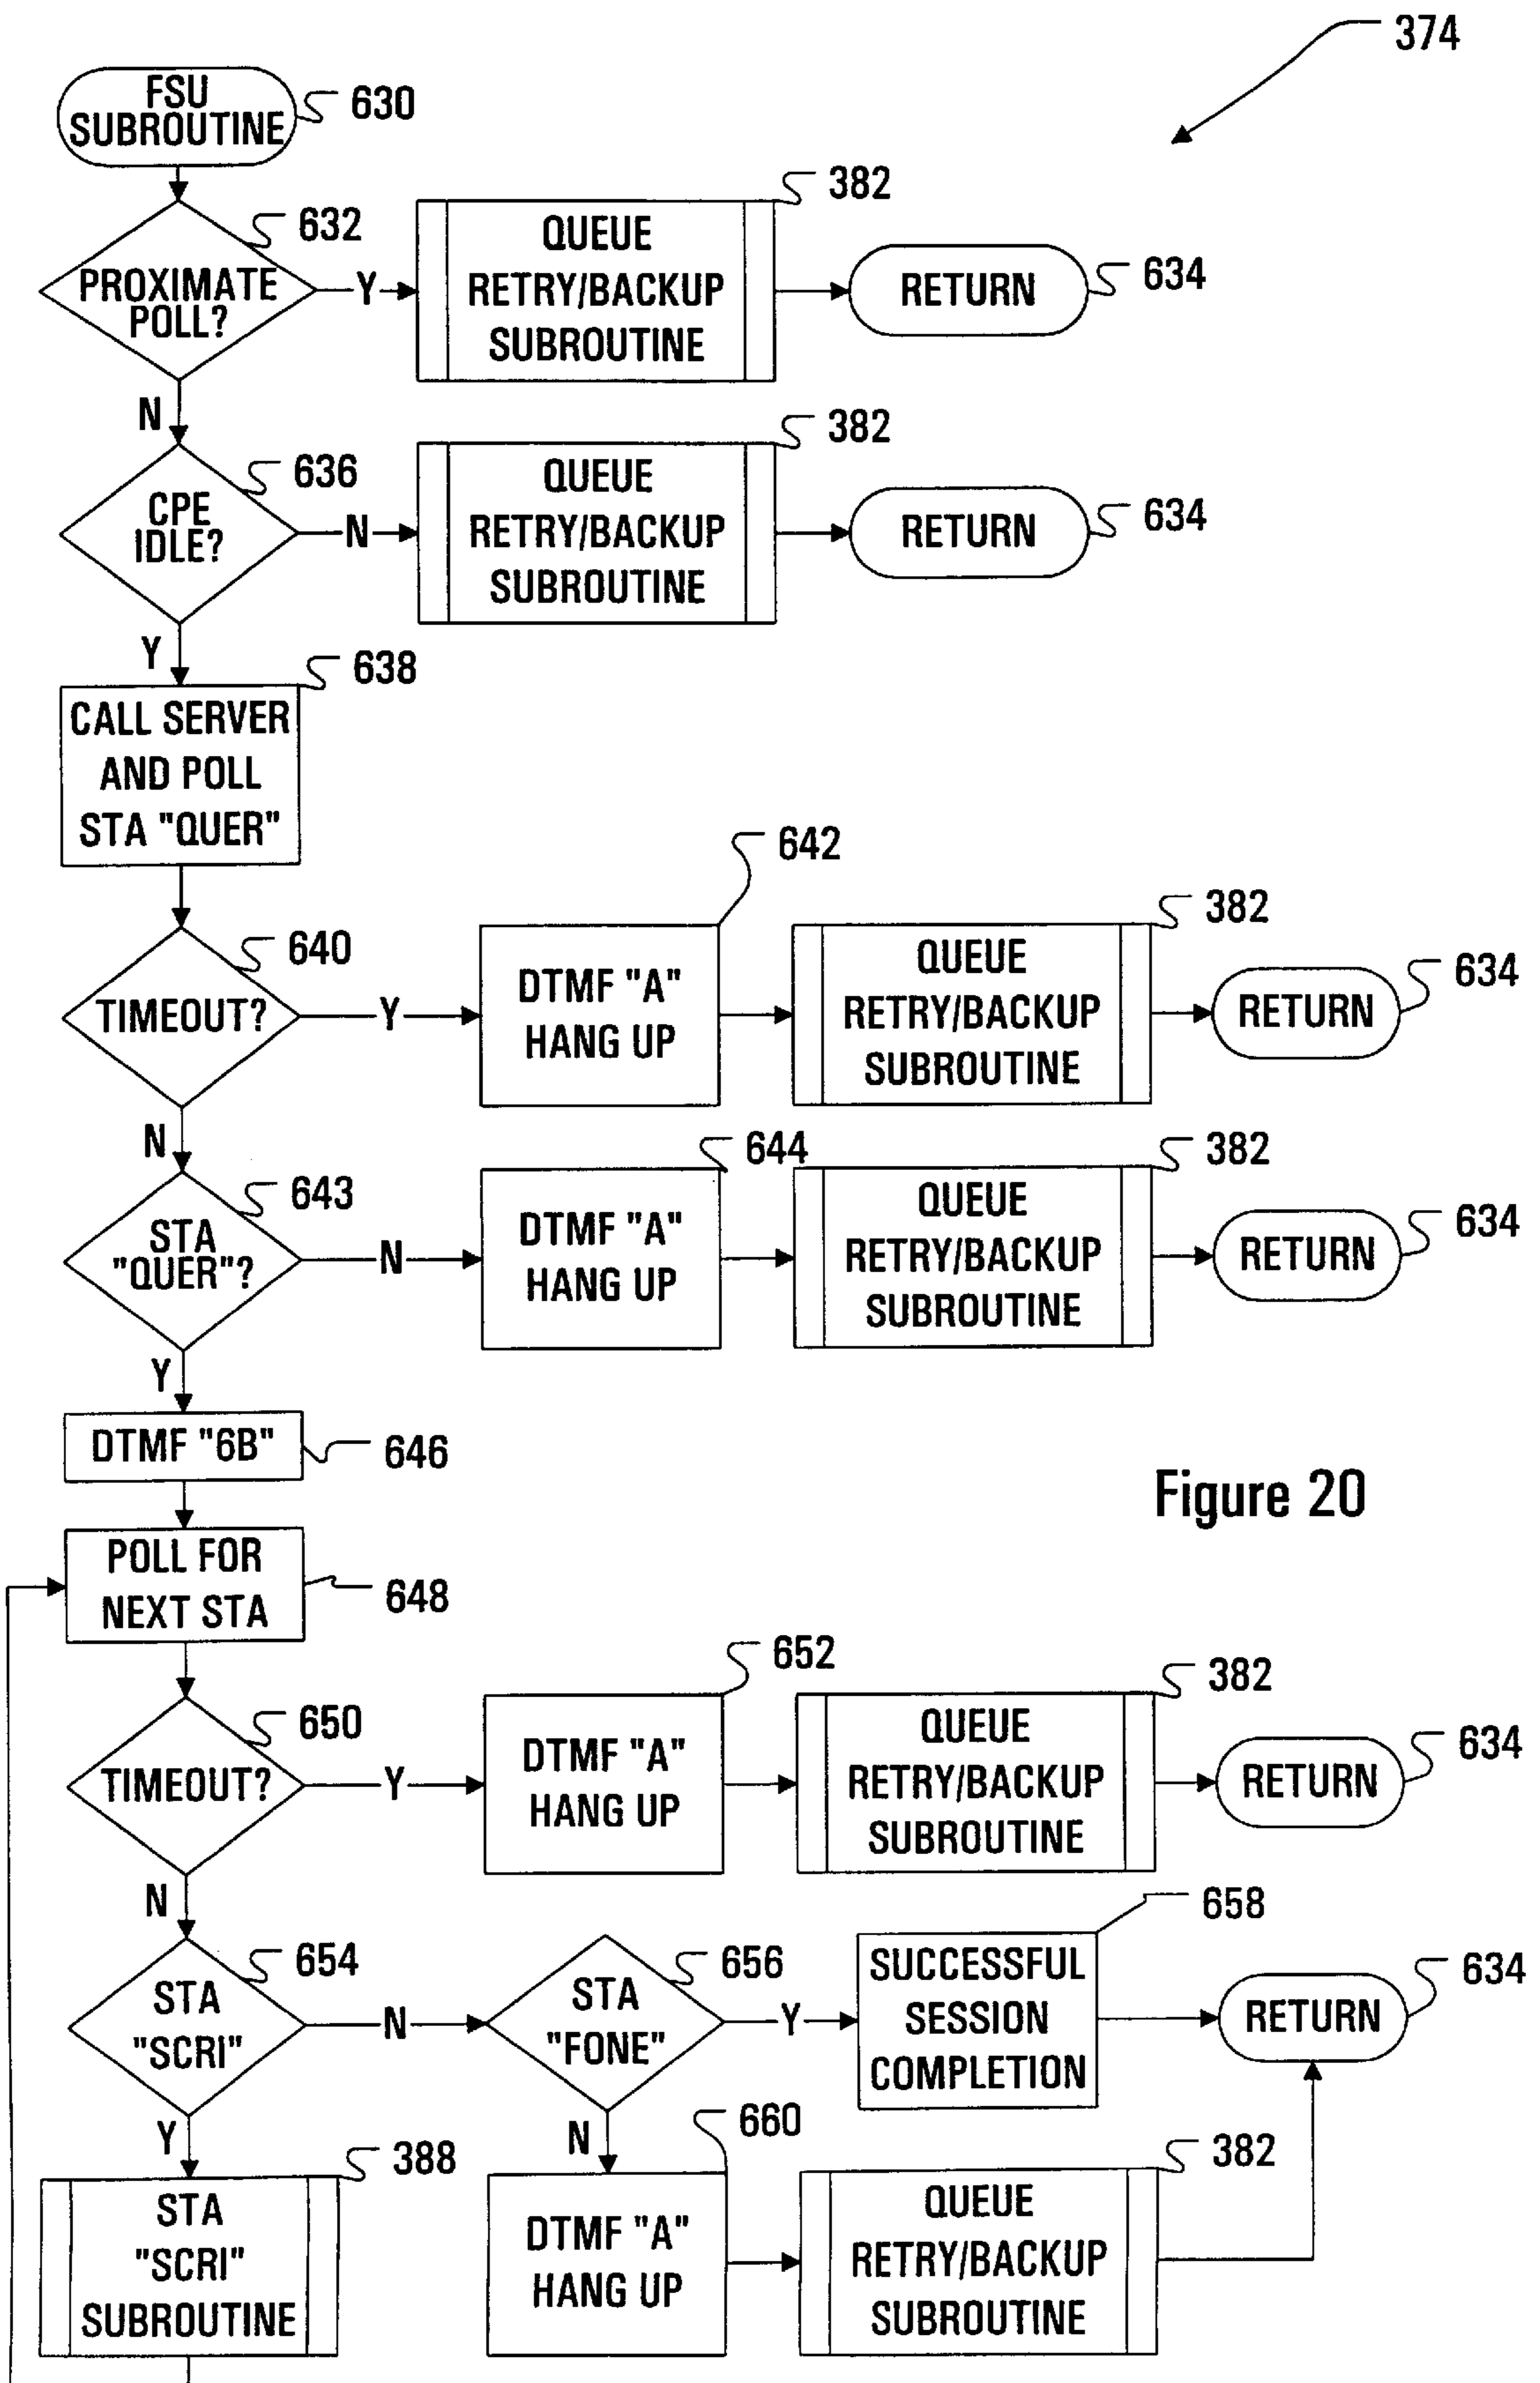 374
FSU
SUBROUTINE
630
632
PROXIMATE
POLL?
Y
382
QUEUE
RETRY/BACKUP
SUBROUTINE
RETURN
634
N
636
CPE
IDLE?
N
382
QUEUE
RETRY/BACKUP
SUBROUTINE
RETURN
634
Y
638
CALL SERVER
AND POLL
STA "QUER"
640
TIMEOUT?
Y
642
DTMF "A"
HANG UP
382
QUEUE
RETRY/BACKUP
SUBROUTINE
RETURN
634
N
643
STA
"QUER"?
N
644
DTMF "A"
HANG UP
382
QUEUE
RETRY/BACKUP
SUBROUTINE
RETURN
634
Y
DTMF "6B"
646
Figure 20
POLL FOR
NEXT STA
648
650
TIMEOUT?
Y
652
DTMF "A"
HANG UP
382
QUEUE
RETRY/BACKUP
SUBROUTINE
RETURN
634
N
654
STA
"SCRI"
N
656
STA
"FONE"
Y
658
SUCCESSFUL
SESSION
COMPLETION
RETURN
634
Y
388
STA
"SCRI"
SUBROUTINE
N
660
DTMF "A"
HANG UP
382
QUEUE
RETRY/BACKUP
SUBROUTINE